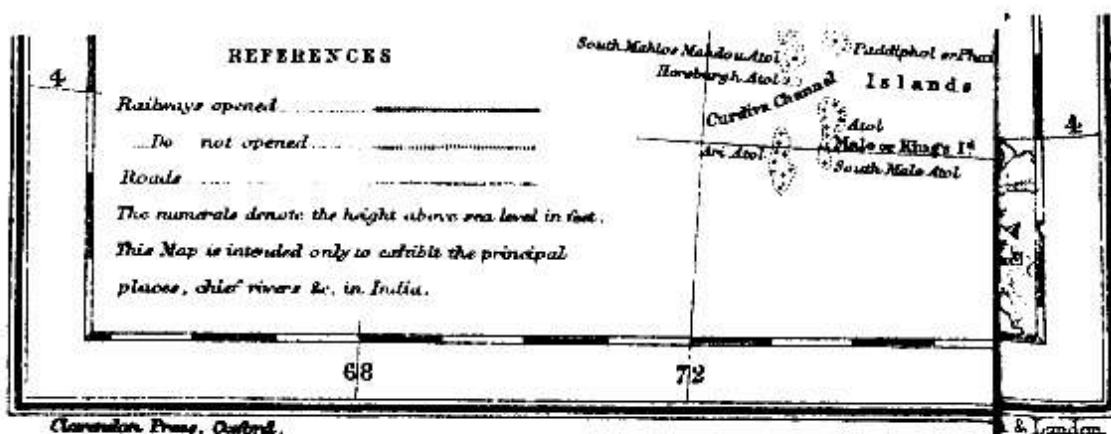 REFERENCES
Railways opened
Do not opened
Roads
The numerals denote the height above sea level in feet.
This Map is intended only to exhibit the principal
places, chief rivers &c. in India.
South Mahlos Mahdou Atol
Horsburgh Atol
Cardiva Channel
Islands
Atol
Ari Atol
Male or King's Id
South Male Atol
4
4
68
72
Clarendon Press, Oxford.
& London